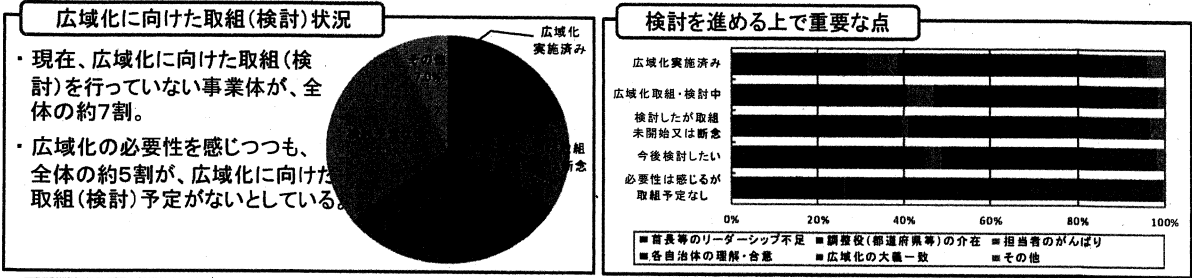 広域化に向けた取組(検討)状況
・現在、広域化に向けた取組(検
討)を行っていない事業体が、全
体の約7割。
・広域化の必要性を感じつつも、
全体の約5割が、広域化に向けた
取組(検討)予定がないとしている。
広域化
実施済み
その他
組
断念
検討を進める上で重要な点
広域化実施済み
広域化取組・検討中
検討したが取組
未開始又は断念
今後検討したい
必要性は感じるが
取組予定なし
0% 20% 40% 60% 80% 100%
■首長等のリーダーシップ不足 ■調整役(都道府県等)の介在 ■担当者のがんばり
■各自治体の理解・合意 ■広域化の大義一致 ■その他